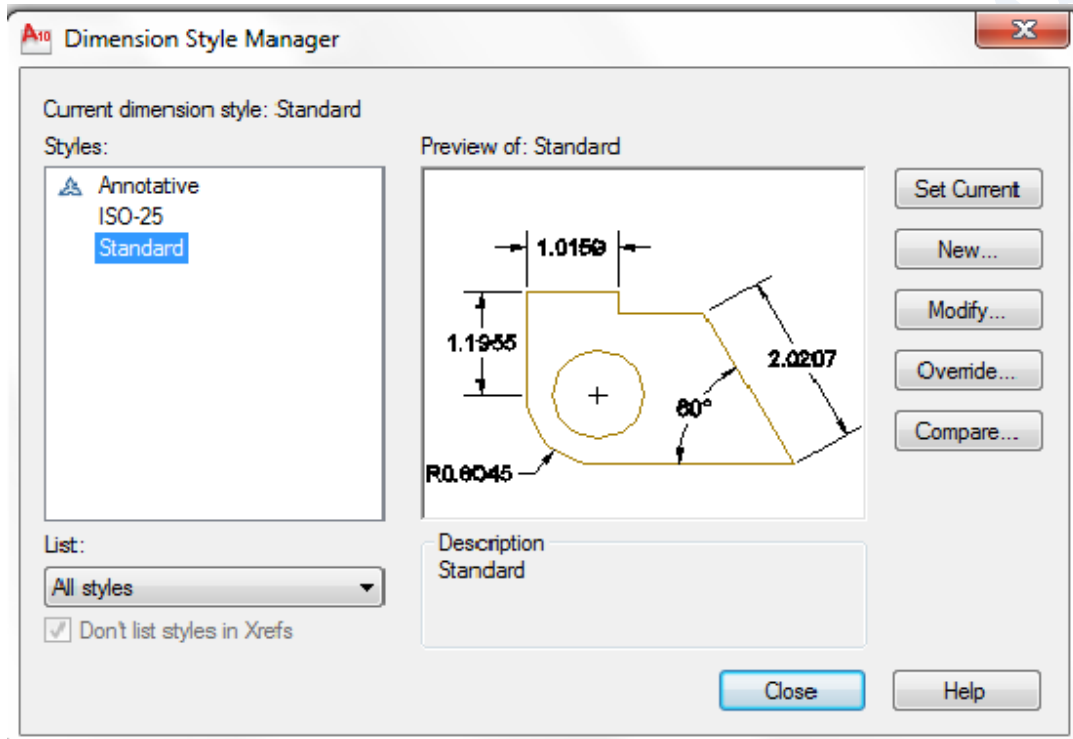 A10 Dimension Style Manager
Current dimension style: Standard
Styles:
Annotative
ISO-25
Standard
List:
All styles
Don't list styles in Xrefs
Preview of: Standard
1.0159
1.1955
2.0207
60°
R0.8045
Description
Standard
Set Current
New...
Modify...
Override...
Compare...
Close
Help